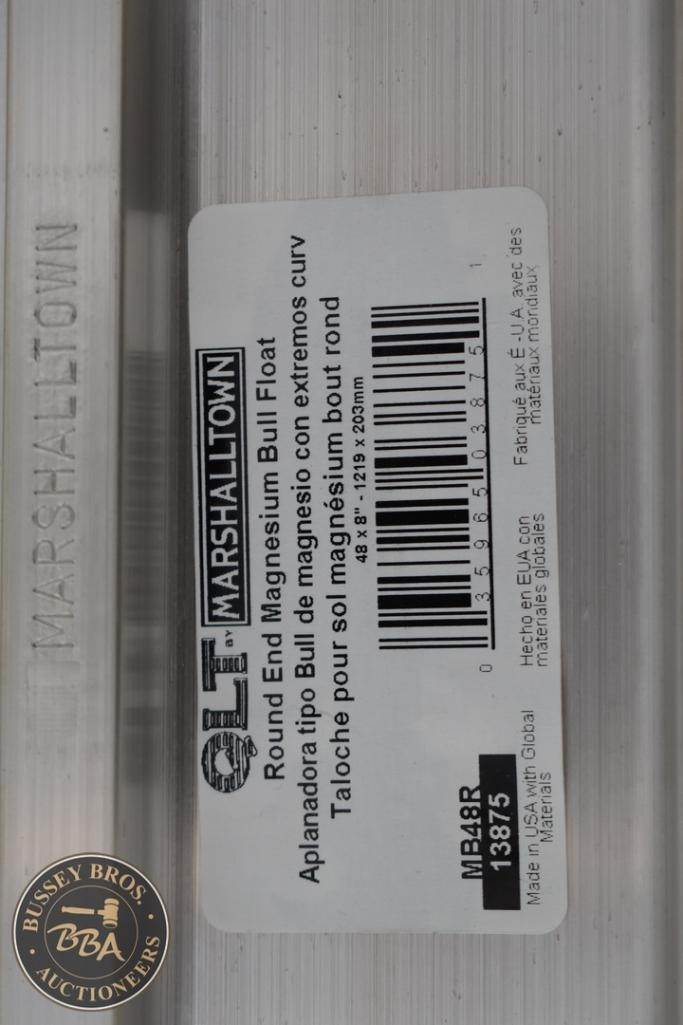 MARSHALLTOWN
QLT BY MARSHALLTOWN
Round End Magnesium Bull Float
Aplanadora tipo Bull de magnesio con extremos curv
Taloche pour sol magnésium bout rond
48 x 8" - 1219 x 203mm
0 35965 03875 1
MB48R
13875
Made in USA with Global
Materials
Hecho en EUA con
materiales globales
Fabriqué aux É.-U.A. avec des
matériaux mondiaux
BUSSEY BROS.
BBA
AUCTIONEERS